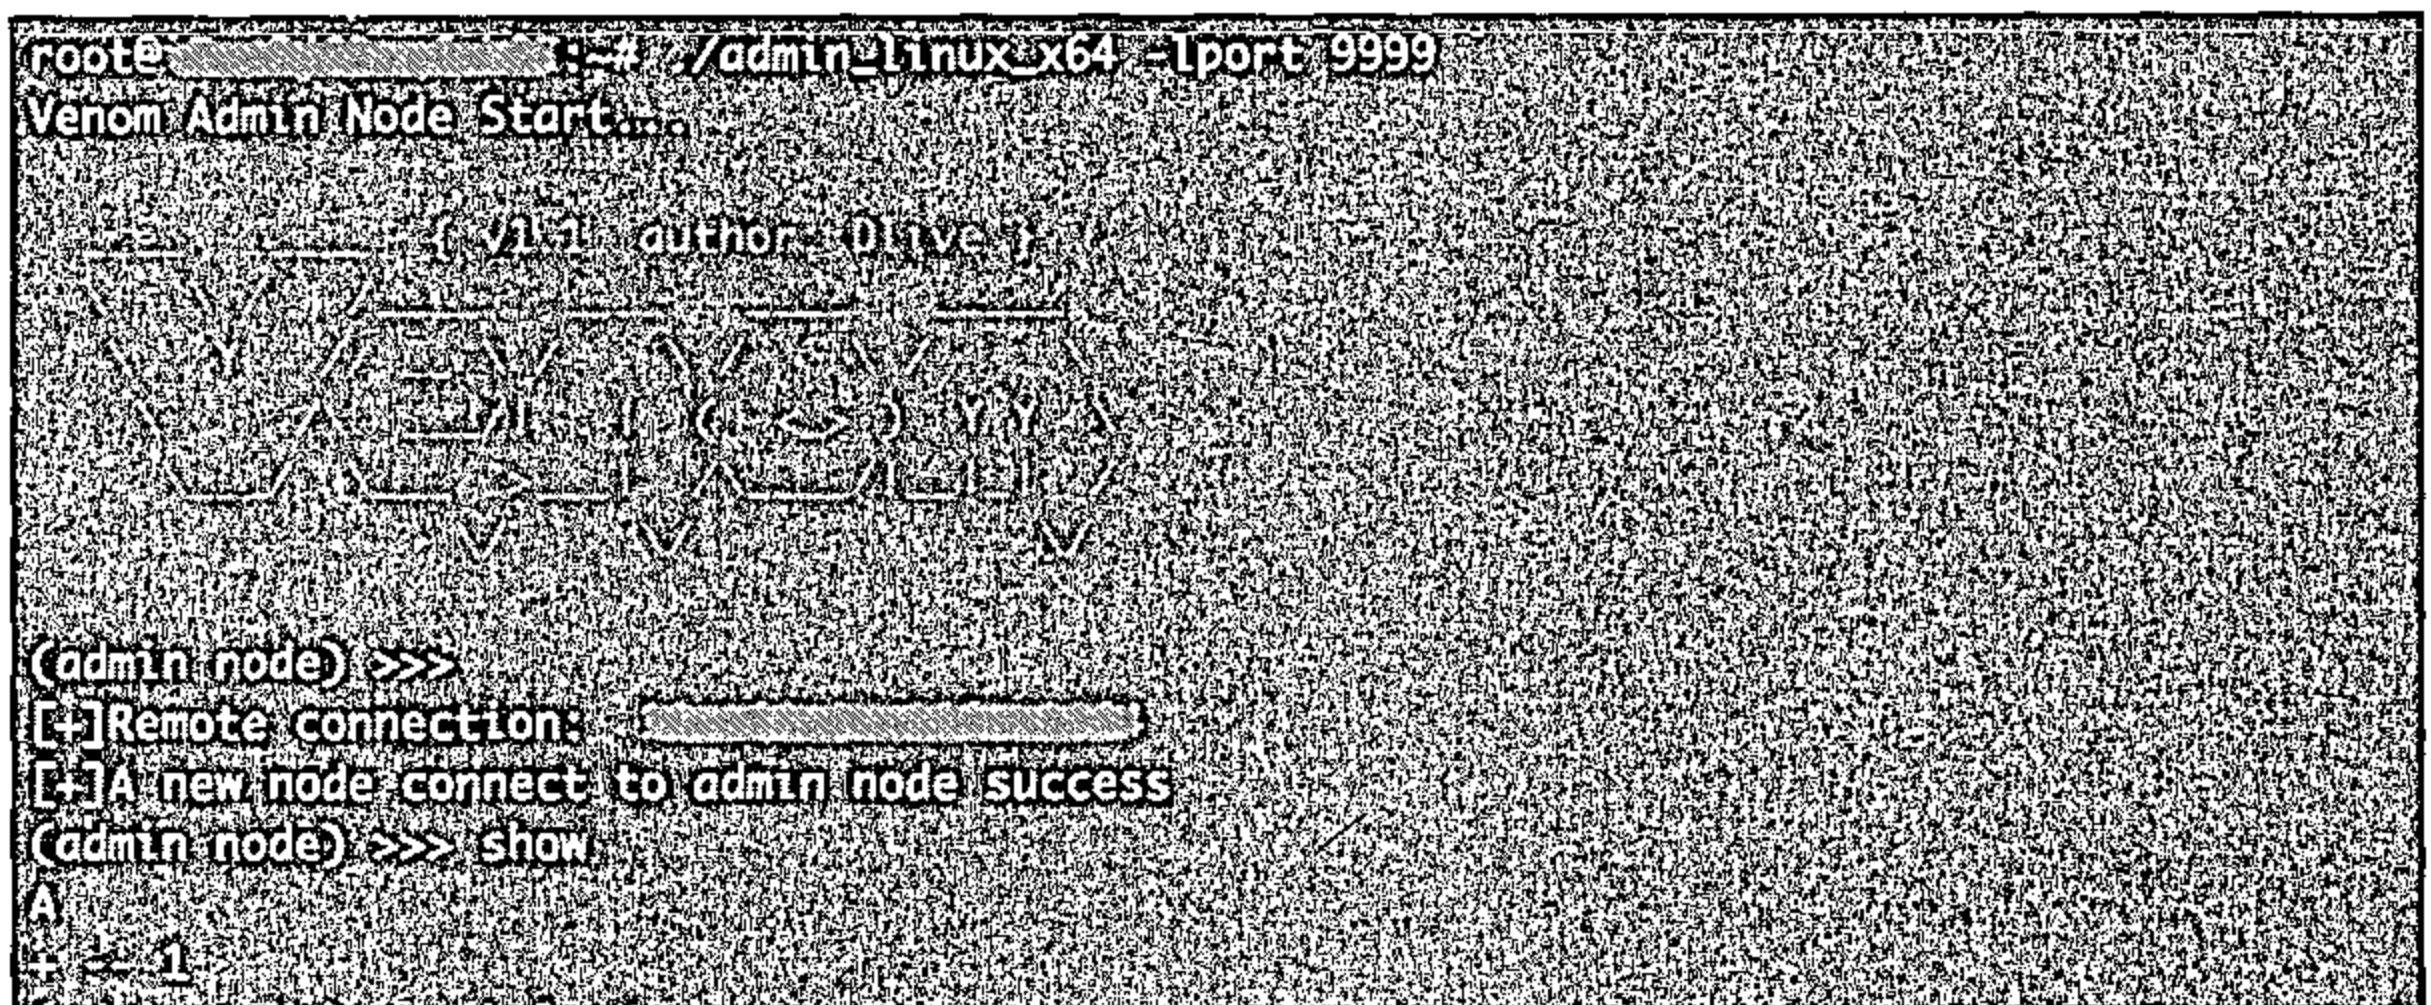 root@ :~# ./admin_linux_x64 -lport 9999
Venom Admin Node Start...
{ v1.1 author: Dlive }
(admin node) >>>
[+]Remote connection:
[+]A new node connect to admin node success
(admin node) >>> show
A
+ -- 1